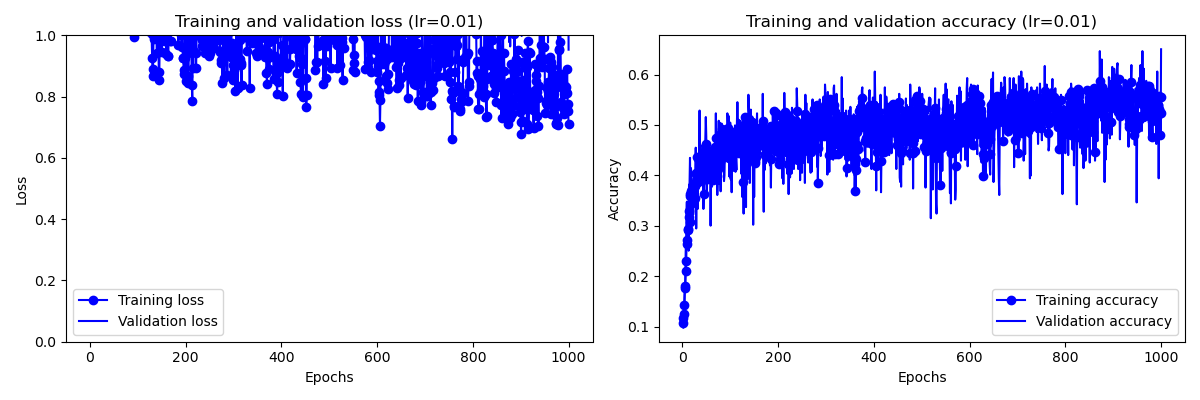 Training and validation loss (lr=0.01)
Loss
1.0
0.8
0.6
0.4
0.2
0.0
Training loss
Validation loss
0 200 400 600 800 1000
Epochs
Training and validation accuracy (lr=0.01)
Accuracy
0.6
0.5
0.4
0.3
0.2
0.1
Training accuracy
Validation accuracy
0 200 400 600 800 1000
Epochs